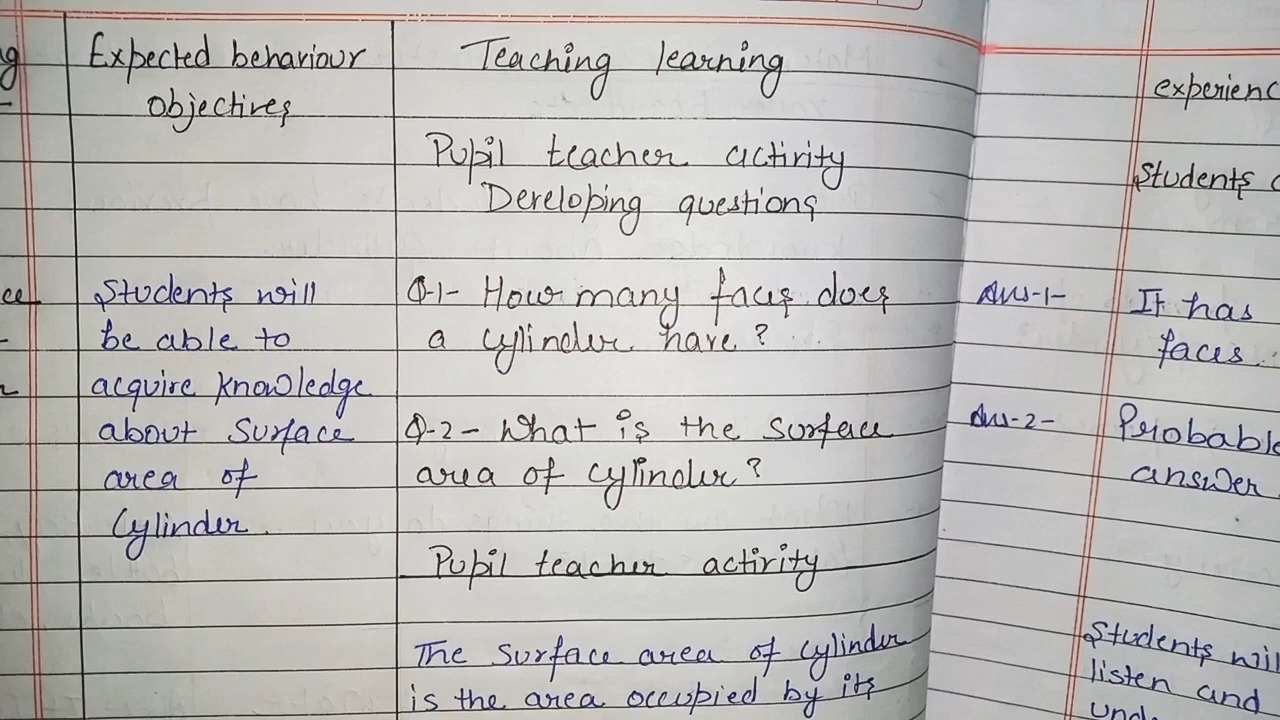 Expected behaviour
objectives
Teaching learning
Pupil teacher activity
Developing questions
Students will
be able to
acquire knowledge
about surface
area of
Cylinder.
Q-1- How many faces does
a cylinder have?
Q-2- What is the surface
area of cylinder?
Pupil teacher activity
The surface area of cylinder
is the area occupied by its
experienc
Students
Ans-1- It has
faces.
Ans-2- Probable
answer
Students will
listen and